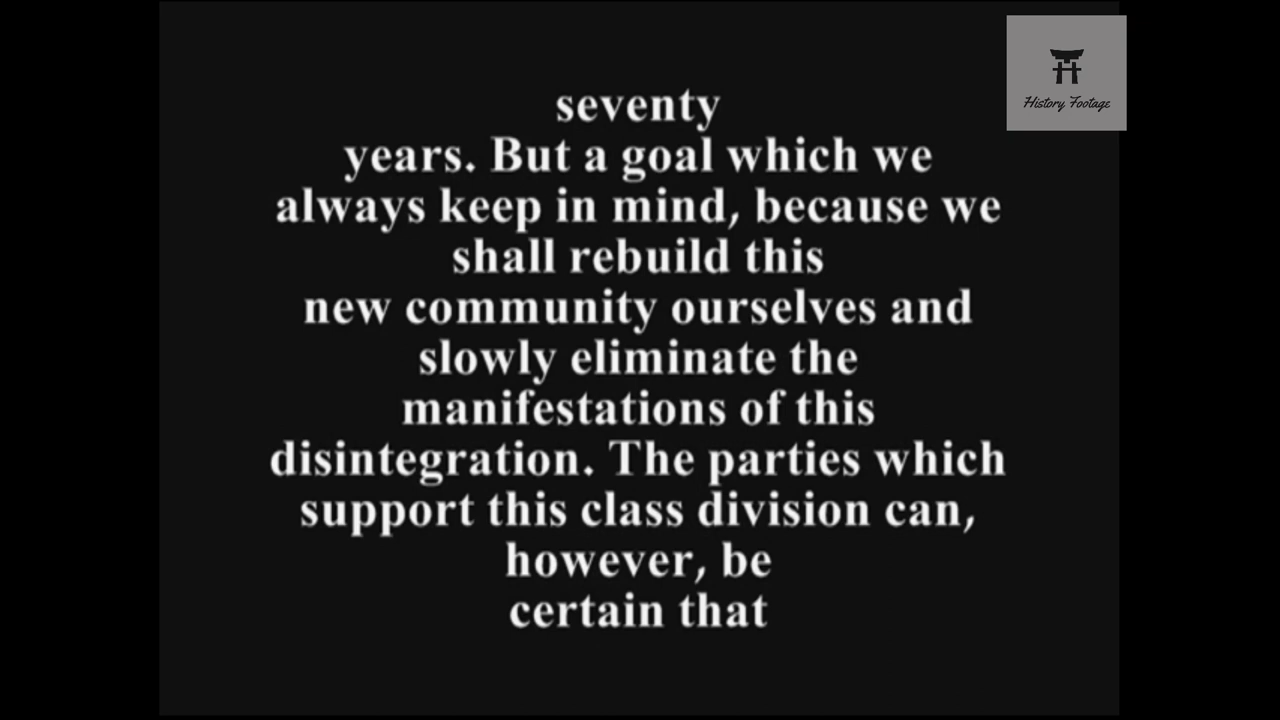 History Footage
seventy
years. But a goal which we
always keep in mind, because we
shall rebuild this
new community ourselves and
slowly eliminate the
manifestations of this
disintegration. The parties which
support this class division can,
however, be
certain that